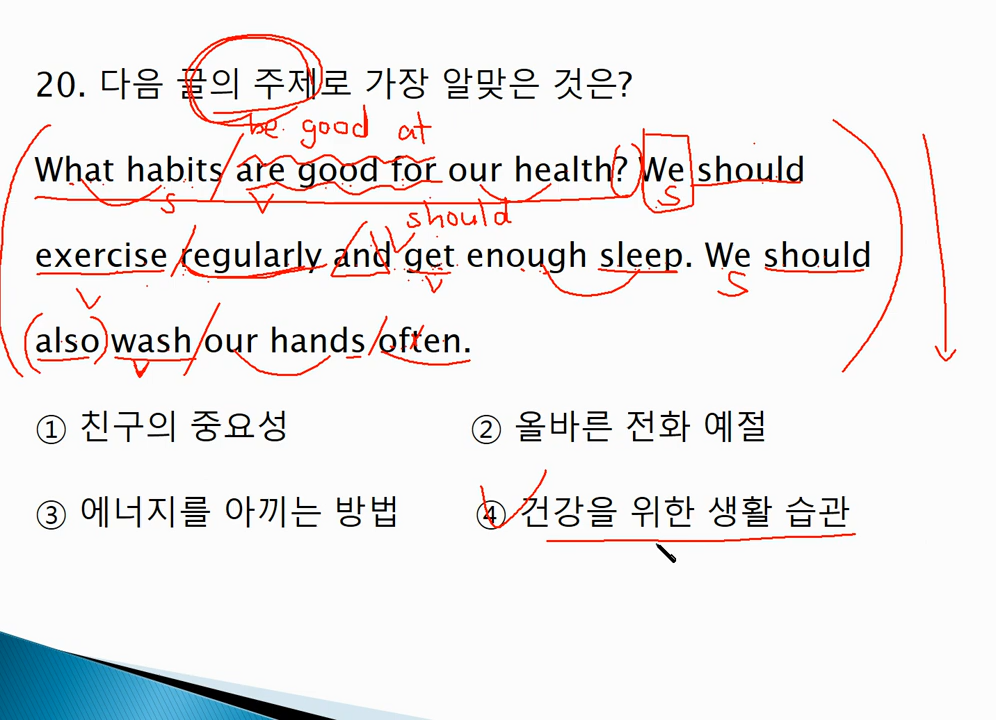 20. 다음 글의 주제로 가장 알맞은 것은?
be good at
What habits are good for our health? We should
S V should S
exercise regularly and get enough sleep. We should
V V S
also wash our hands often.
V
① 친구의 중요성 ② 올바른 전화 예절
③ 에너지를 아끼는 방법 ④ 건강을 위한 생활 습관